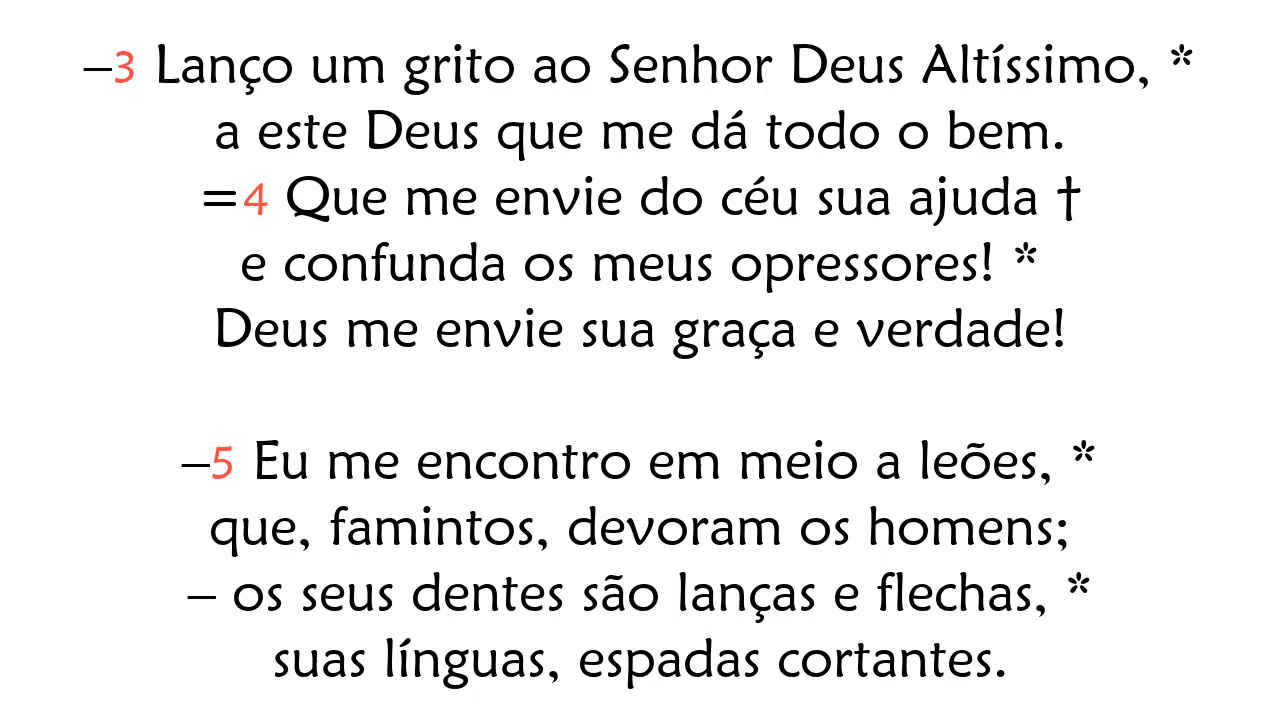 –3 Lanço um grito ao Senhor Deus Altíssimo, *
a este Deus que me dá todo o bem.
=4 Que me envie do céu sua ajuda †
e confunda os meus opressores! *
Deus me envie sua graça e verdade!
–5 Eu me encontro em meio a leões, *
que, famintos, devoram os homens;
– os seus dentes são lanças e flechas, *
suas línguas, espadas cortantes.